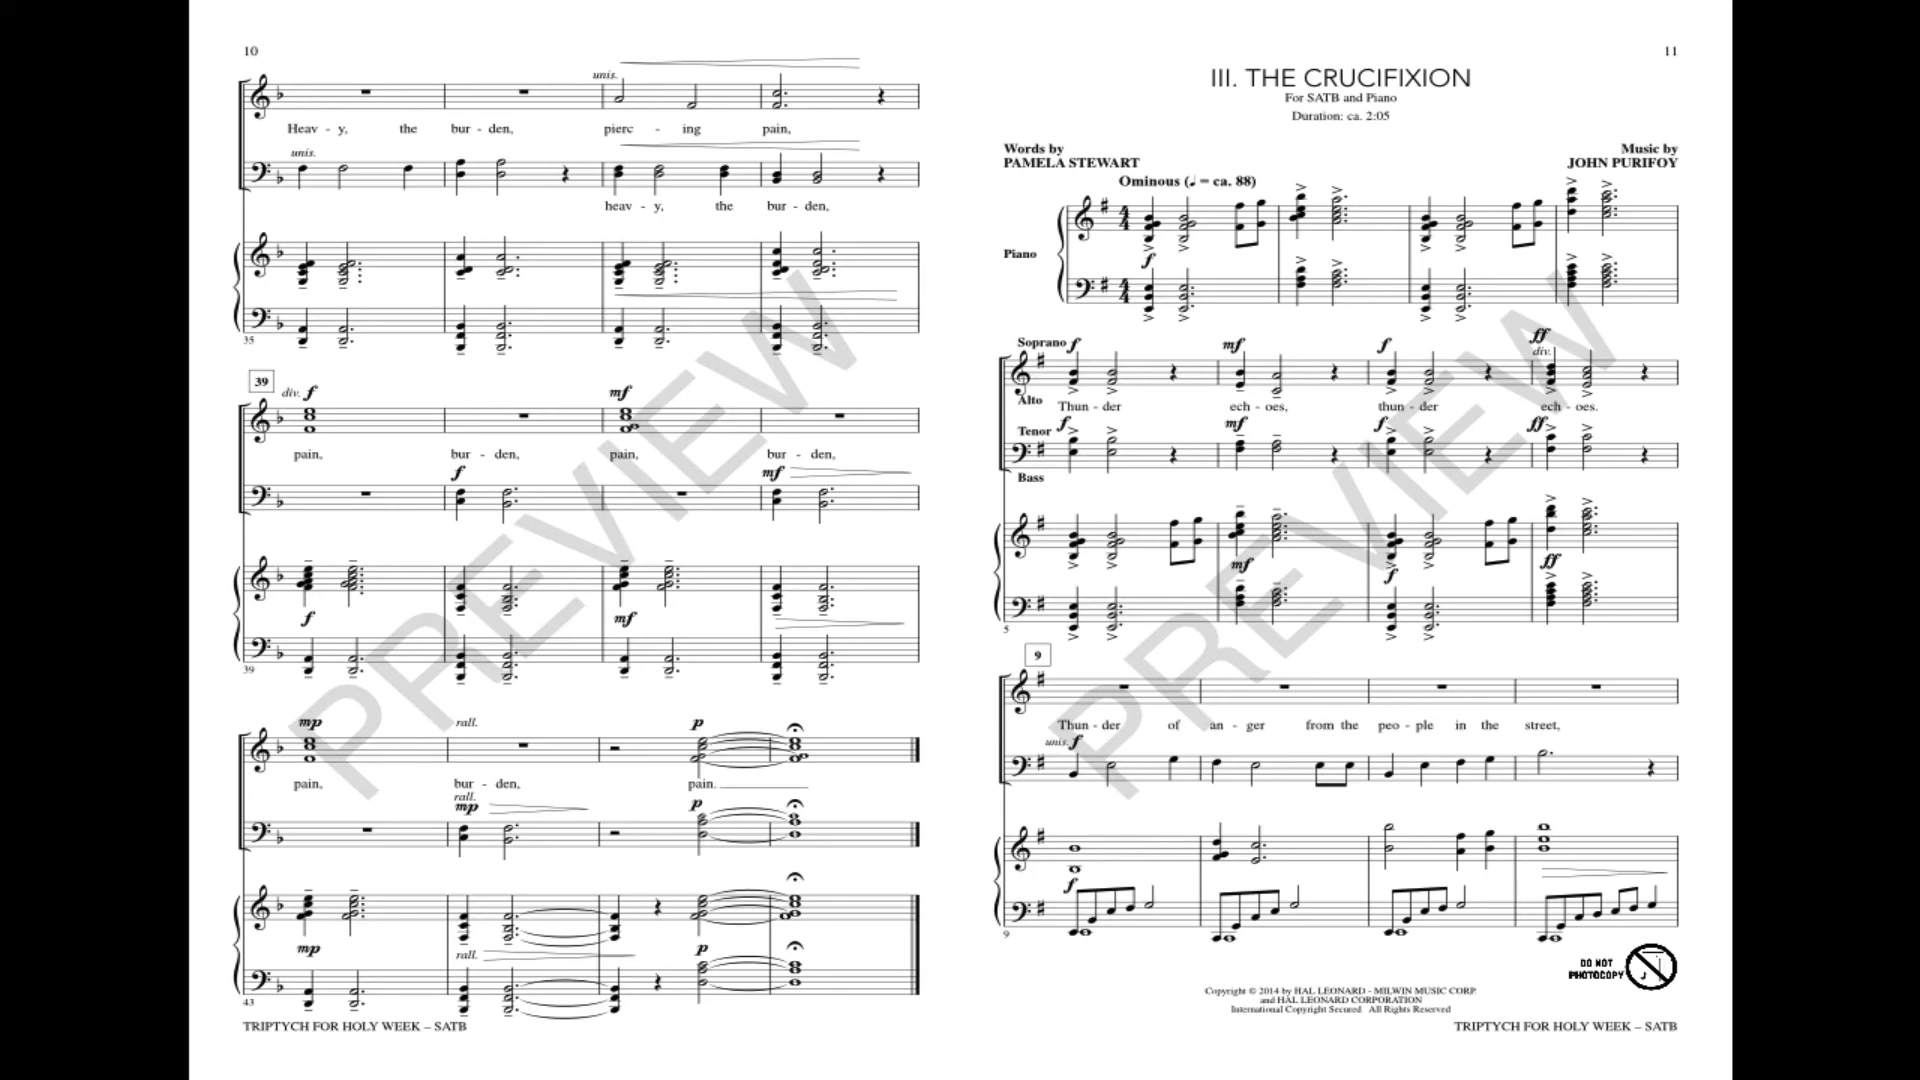 10
unis.
Heav - y, the bur - den, pierc - ing pain,
unis.
heav - y, the bur - den,
35
39
div. f mf
pain, bur - den, pain, bur - den,
f mf
f mf
39
mp rall. p
pain, bur - den, pain.
rall.
mp p
mp rall. p
43
TRIPTYCH FOR HOLY WEEK – SATB
11
III. THE CRUCIFIXION
For SATB and Piano
Duration: ca. 2:05
Words by
PAMELA STEWART
Music by
JOHN PURIFOY
Ominous (♩ = ca. 88)
Piano
f
Soprano f mf f ff
div.
Alto
Thun - der ech - oes, thun - der ech - oes.
f mf f ff
Tenor
Bass
mf f ff
5
9
Thun - der of an - ger from the peo - ple in the street,
unis. f
f
9
DO NOT
PHOTOCOPY
Copyright © 2014 by HAL LEONARD - MILWIN MUSIC CORP.
and HAL LEONARD CORPORATION
International Copyright Secured All Rights Reserved
TRIPTYCH FOR HOLY WEEK – SATB
PREVIEW
PREVIEW